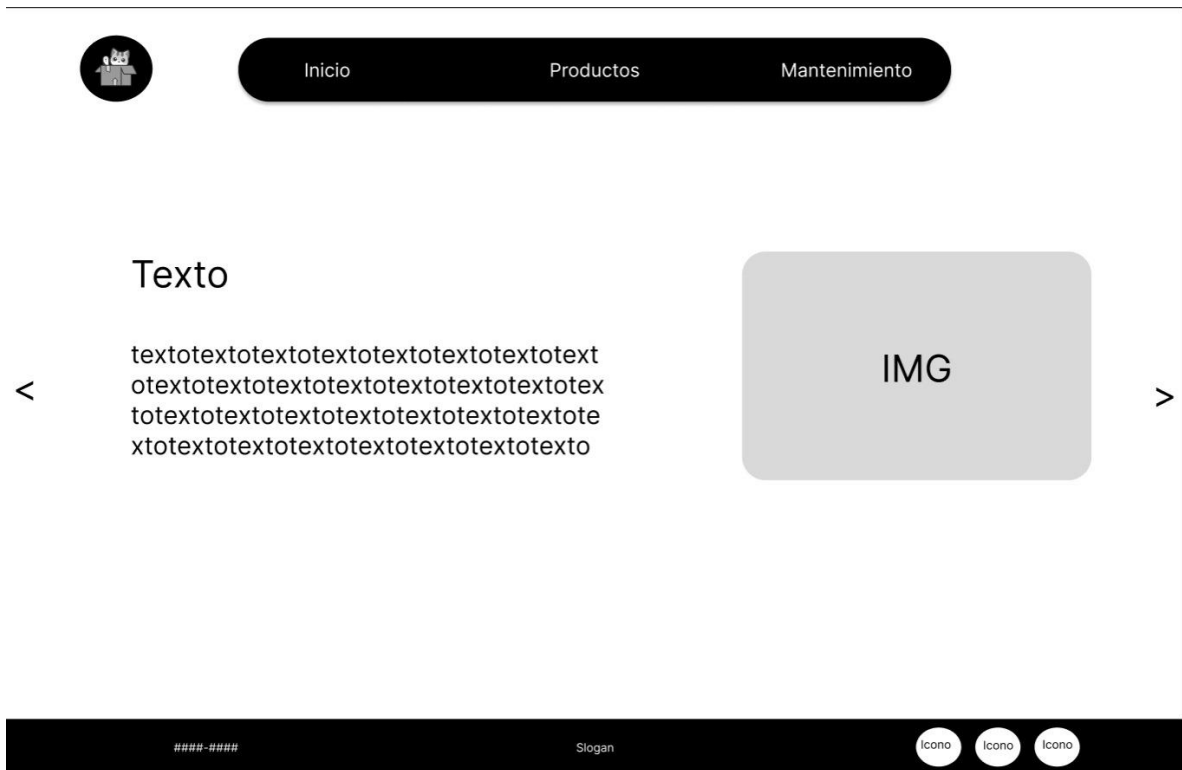 Inicio
Productos
Mantenimiento
Texto
textotextotextotextotextotextotextotext
otextotextotextotextotextotextotextotex
totextotextotextotextotextotextotextote
xtotextotextotextotextotextotextotexto
<
IMG
>
####-####
Slogan
Icono
Icono
Icono